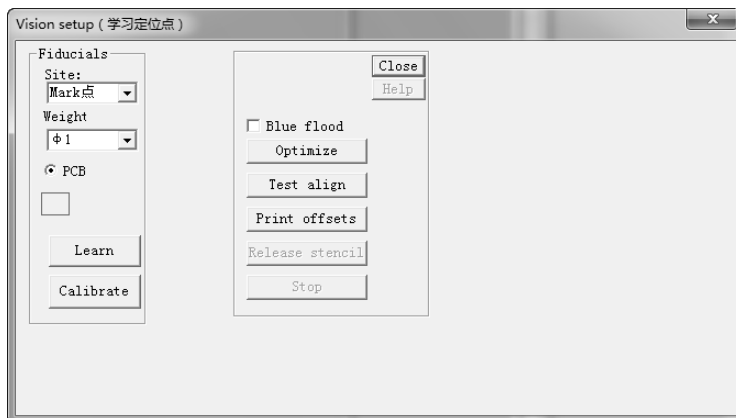 Vision setup（学习定位点）
Fiducials
Site:
Mark点
Weight
φ1
PCB
Learn
Calibrate
Close
Help
Blue flood
Optimize
Test align
Print offsets
Release stencil
Stop